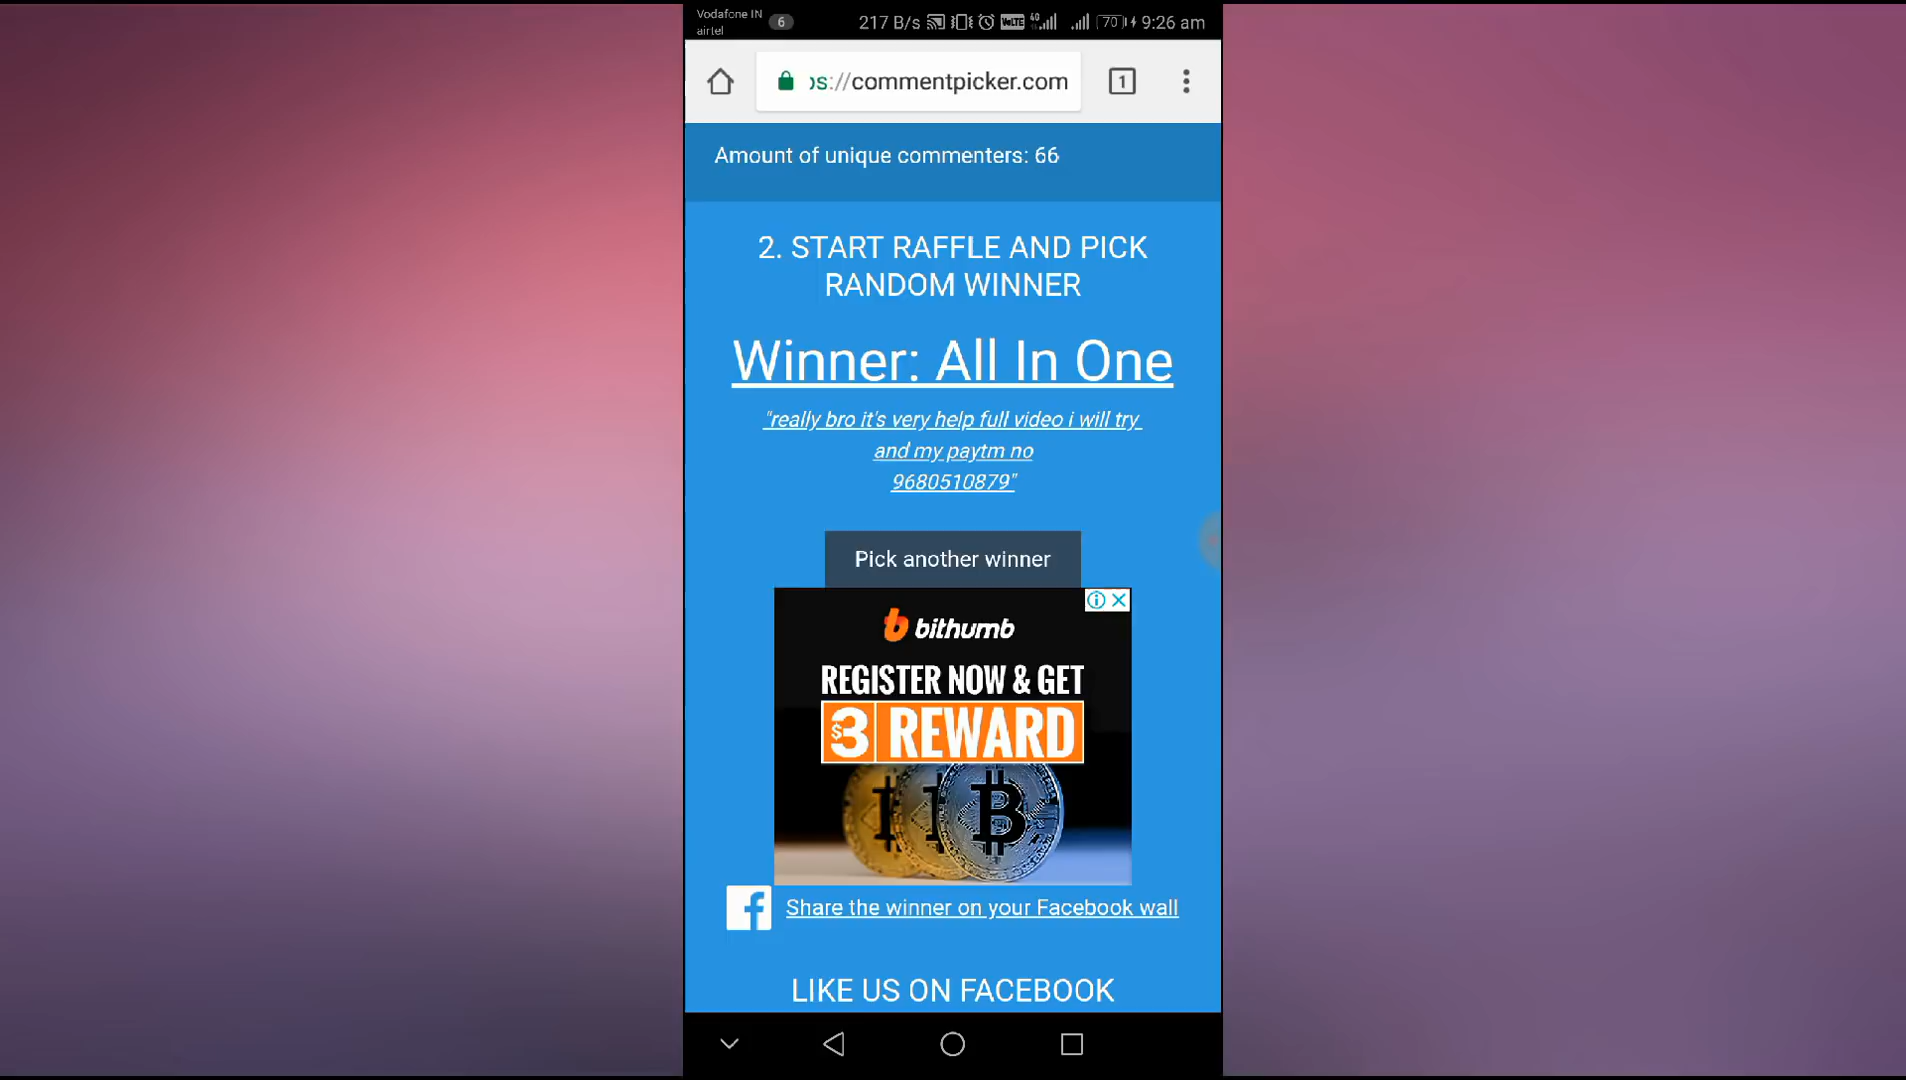 Vodafone IN
airtel
6
217 B/s
VoLTE
4G
70
9:26 am
ps://commentpicker.com
1
Amount of unique commenters: 66
2. START RAFFLE AND PICK
RANDOM WINNER
Winner: All In One
"really bro it's very help full video i will try
and my paytm no
9680510879"
Pick another winner
bithumb
REGISTER NOW & GET
$3 REWARD
Share the winner on your Facebook wall
LIKE US ON FACEBOOK